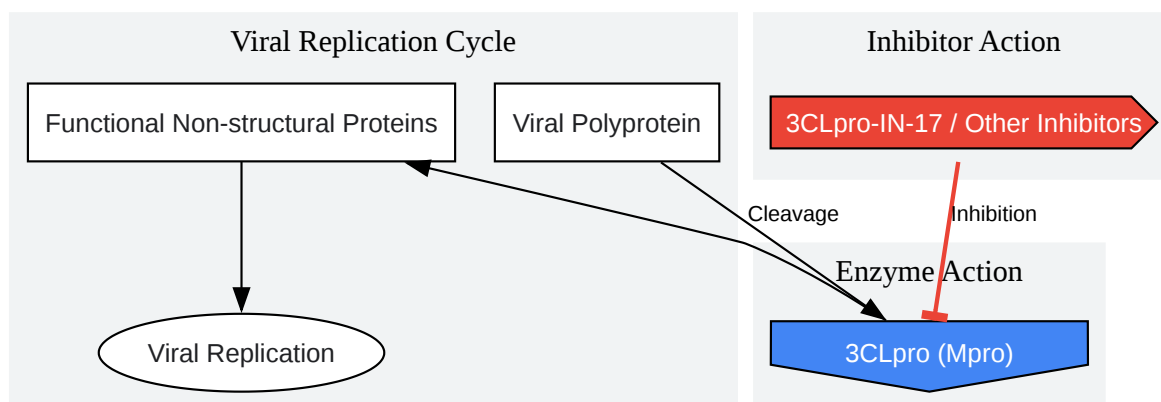 Viral Replication Cycle
Inhibitor Action
Functional Non-structural Proteins
Viral Polyprotein
3CLpro-IN-17 / Other Inhibitors
Cleavage
Inhibition
Enzyme Action
Viral Replication
3CLpro (Mpro)